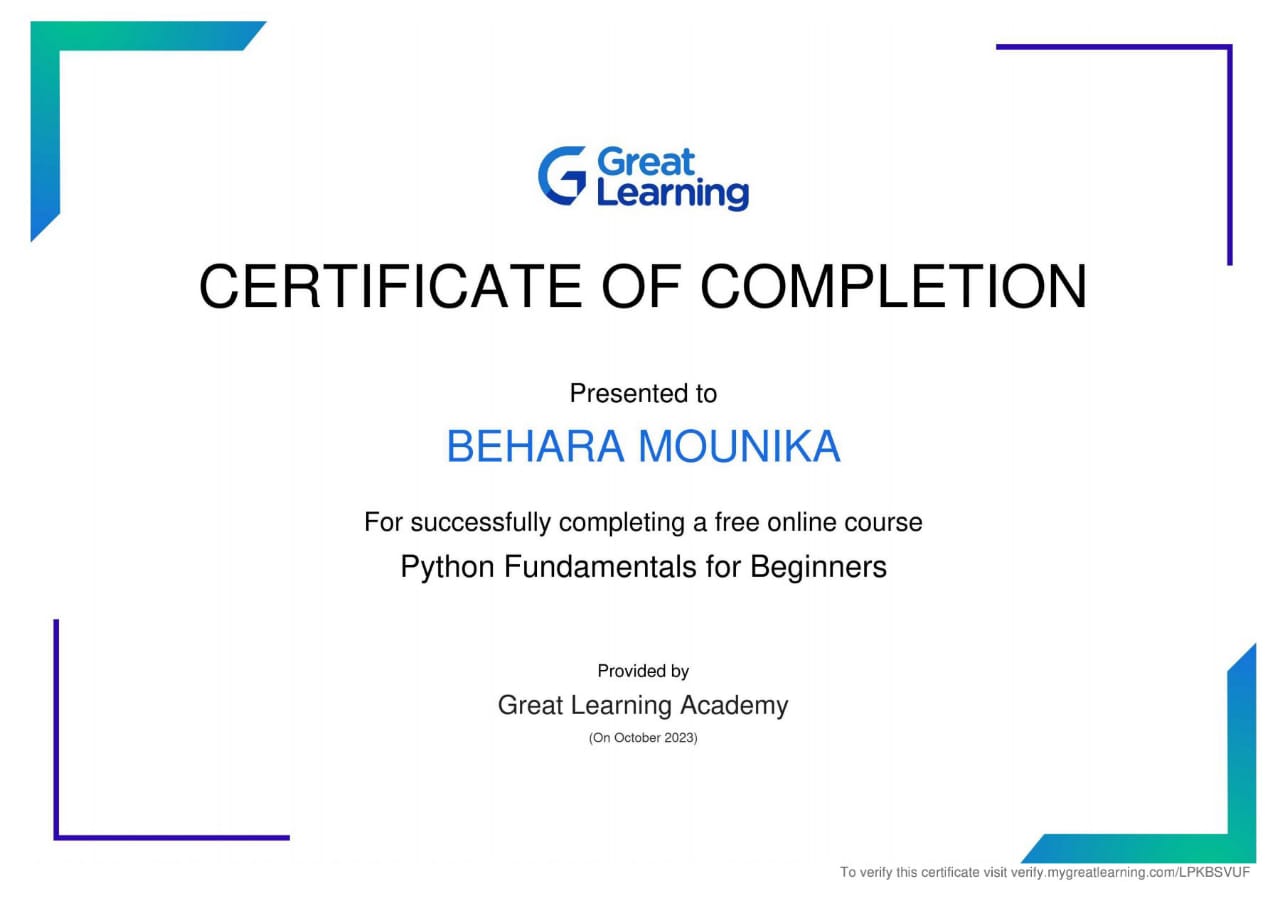 Great
Learning
CERTIFICATE OF COMPLETION
Presented to
BEHARA MOUNIKA
For successfully completing a free online course
Python Fundamentals for Beginners
Provided by
Great Learning Academy
(On October 2023)
To verify this certificate visit verify.mygreatlearning.com/LPKBSVUF